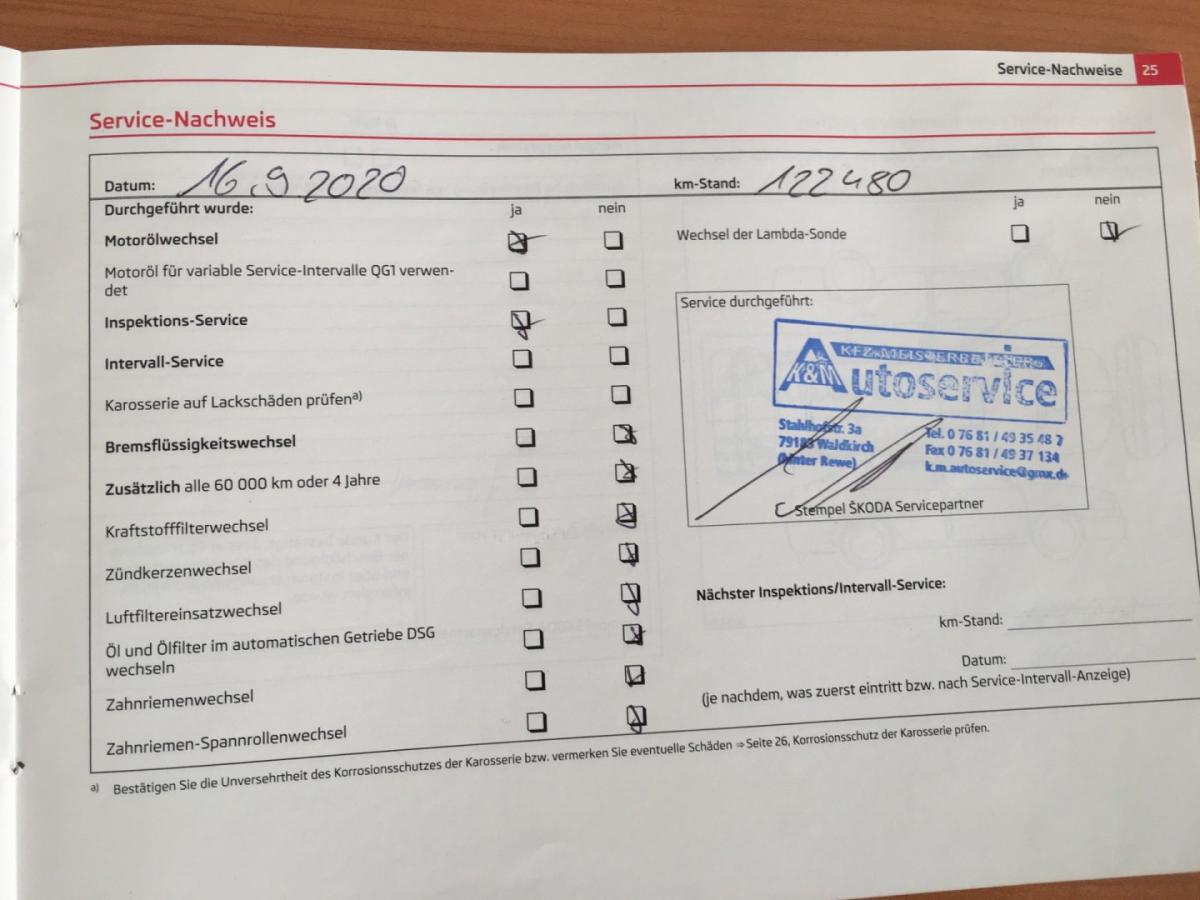 Service-Nachweise 25
Service-Nachweis
Datum: 16.9 2020
km-Stand: 122480
Durchgeführt wurde: ja nein
ja nein
Motorölwechsel
Wechsel der Lambda-Sonde
Motoröl für variable Service-Intervalle QG1 verwen-
det
Inspektions-Service
Intervall-Service
Karosserie auf Lackschäden prüfena)
Bremsflüssigkeitswechsel
Zusätzlich alle 60 000 km oder 4 Jahre
Kraftstofffilterwechsel
Zündkerzenwechsel
Luftfiltereinsatzwechsel
Öl und Ölfilter im automatischen Getriebe DSG
wechseln
Zahnriemenwechsel
Zahnriemen-Spannrollenwechsel
Service durchgeführt:
K&M Autoservice
Stahlhofstr. 3a
79183 Waldkirch
(hinter Rewe)
Tel. 0 76 81 / 49 35 48 7
Fax 0 76 81 / 49 37 134
k.m.autoservice@gmx.de
Stempel ŠKODA Servicepartner
Nächster Inspektions/Intervall-Service:
km-Stand:
Datum:
(je nachdem, was zuerst eintritt bzw. nach Service-Intervall-Anzeige)
a) Bestätigen Sie die Unversehrtheit des Korrosionsschutzes der Karosserie bzw. vermerken Sie eventuelle Schäden ⇒ Seite 26, Korrosionsschutz der Karosserie prüfen.